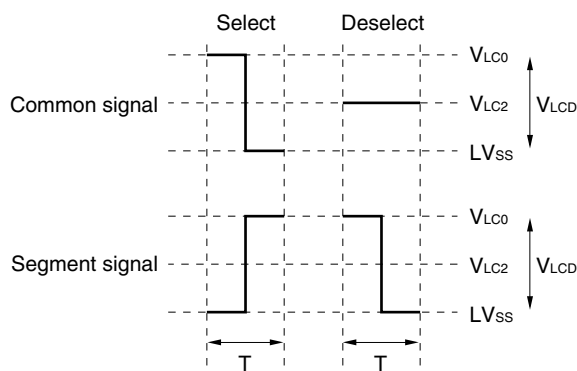 Select Deselect
VLC0
Common signal VLC2 VLCD
LVSS
VLC0
Segment signal VLC2 VLCD
LVSS
T T